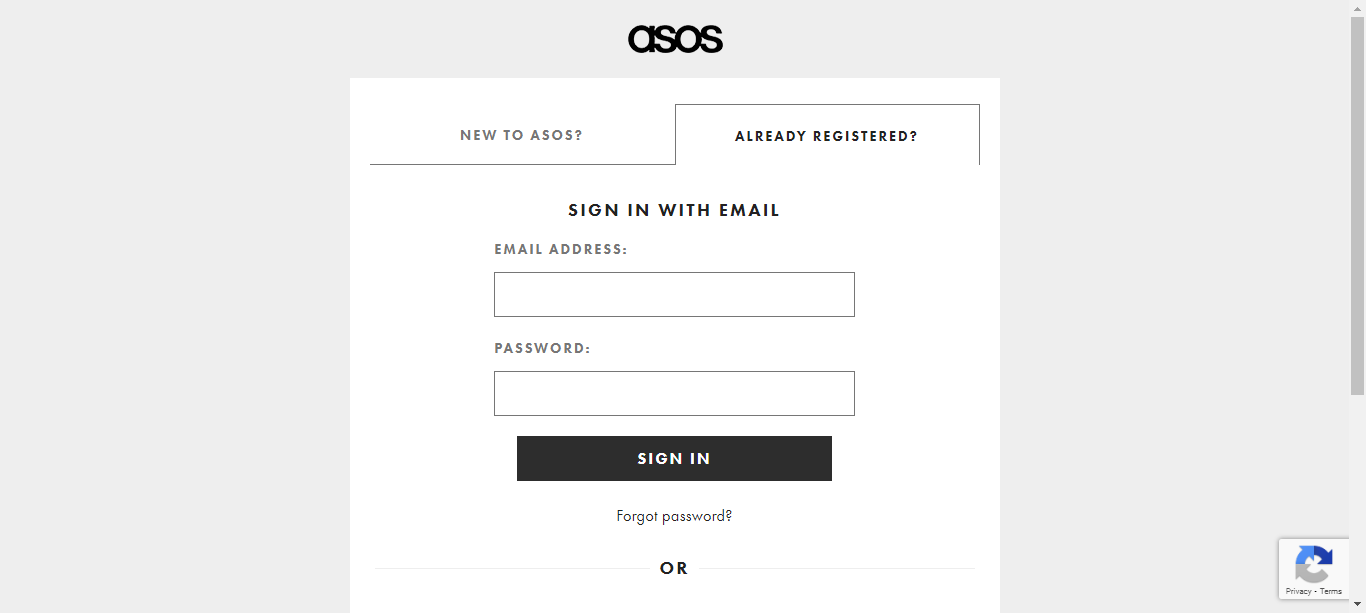 asos
NEW TO ASOS?
ALREADY REGISTERED?
SIGN IN WITH EMAIL
EMAIL ADDRESS:
PASSWORD:
SIGN IN
Forgot password?
OR
Privacy - Terms